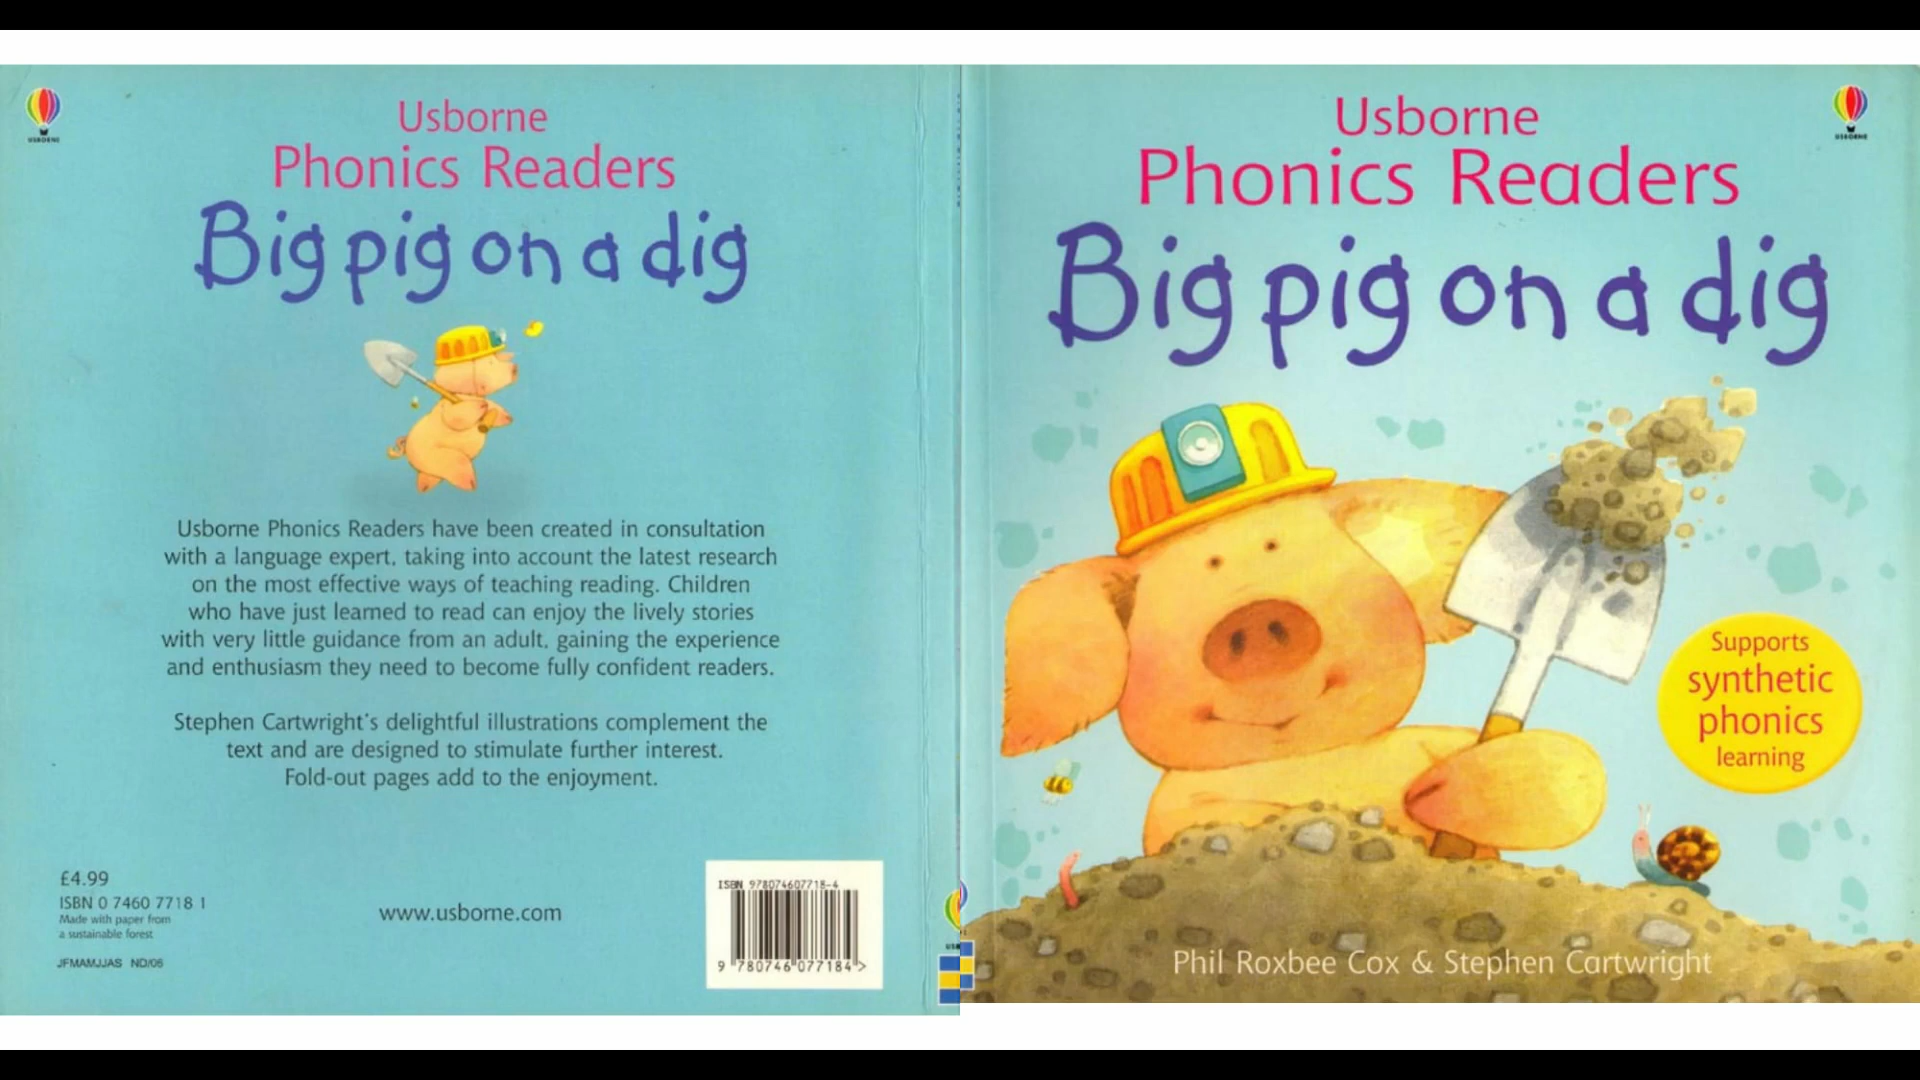 USBORNE
Usborne
Phonics Readers
Big pig on a dig
Usborne Phonics Readers have been created in consultation
with a language expert, taking into account the latest research
on the most effective ways of teaching reading. Children
who have just learned to read can enjoy the lively stories
with very little guidance from an adult, gaining the experience
and enthusiasm they need to become fully confident readers.
Stephen Cartwright's delightful illustrations complement the
text and are designed to stimulate further interest.
Fold-out pages add to the enjoyment.
£4.99
ISBN 0 7460 7718 1
Made with paper from
a sustainable forest
JFMAMJJAS ND/06
www.usborne.com
ISBN 978074607718-4
9 780746 077184 >
Usborne
Phonics Readers
USBORNE
Big pig on a dig
Supports
synthetic
phonics
learning
Phil Roxbee Cox & Stephen Cartwright